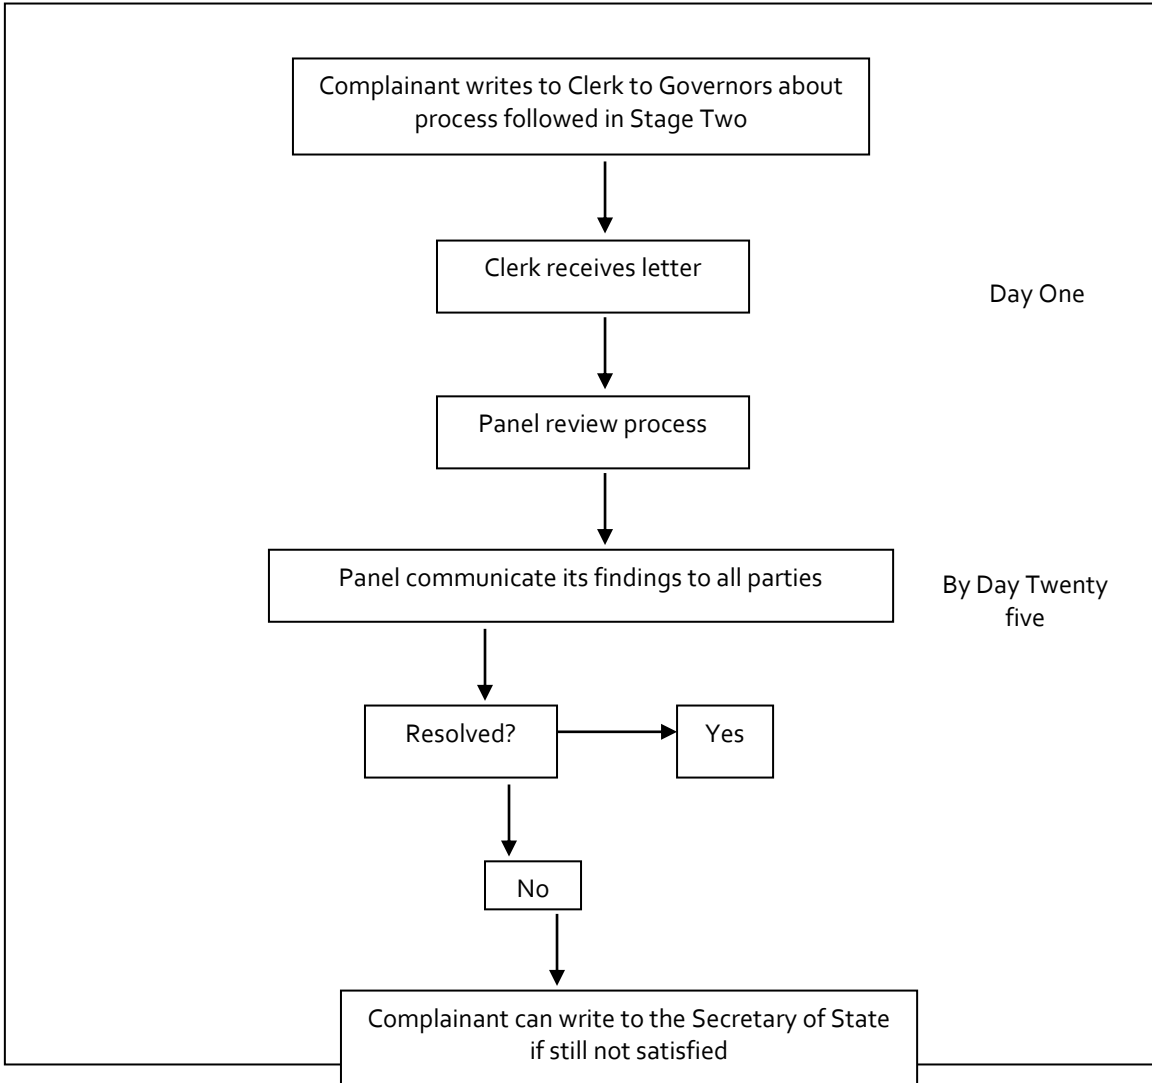 Complainant writes to Clerk to Governors about
process followed in Stage Two
Clerk receives letter
Day One
Panel review process
Panel communicate its findings to all parties
By Day Twenty
five
Resolved?
Yes
No
Complainant can write to the Secretary of State
if still not satisfied